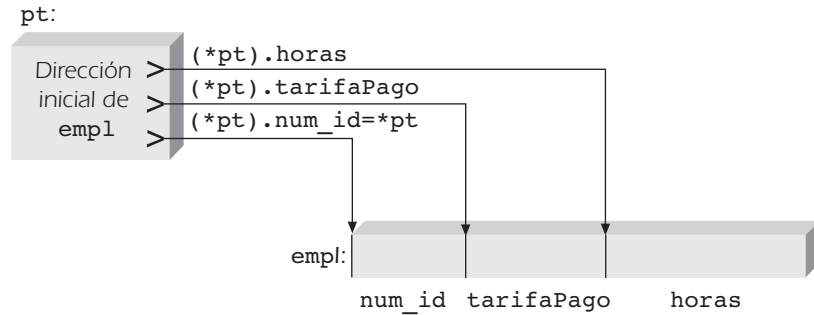 pt:
(*pt).horas
Dirección
inicial de
empl
(*pt).tarifaPago
(*pt).num_id=*pt
empl:
num_id tarifaPago horas